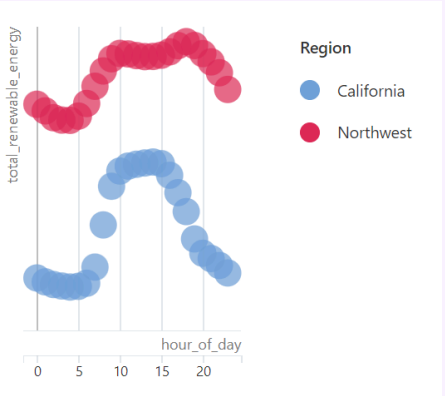 total_renewable_energy
Region
California
Northwest
hour_of_day
0 5 10 15 20